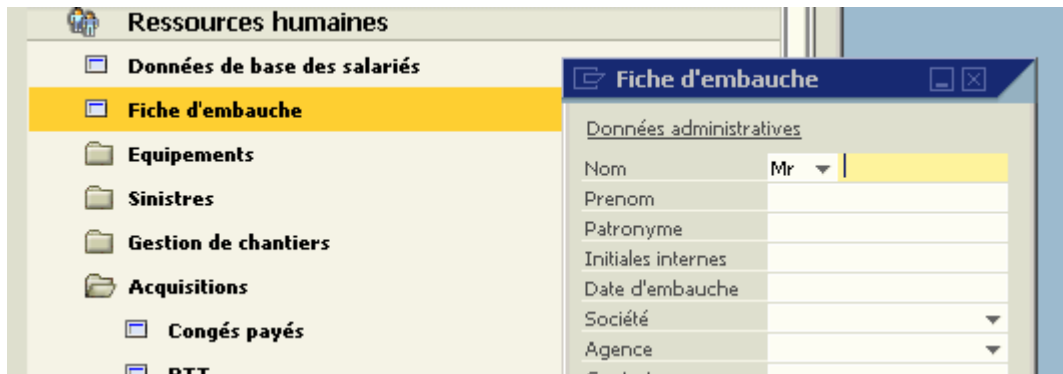 Ressources humaines
Données de base des salariés
Fiche d'embauche
Equipements
Sinistres
Gestion de chantiers
Acquisitions
Congés payés
RTT
Fiche d'embauche
Données administratives
Nom Mr
Prenom
Patronyme
Initiales internes
Date d'embauche
Société
Agence